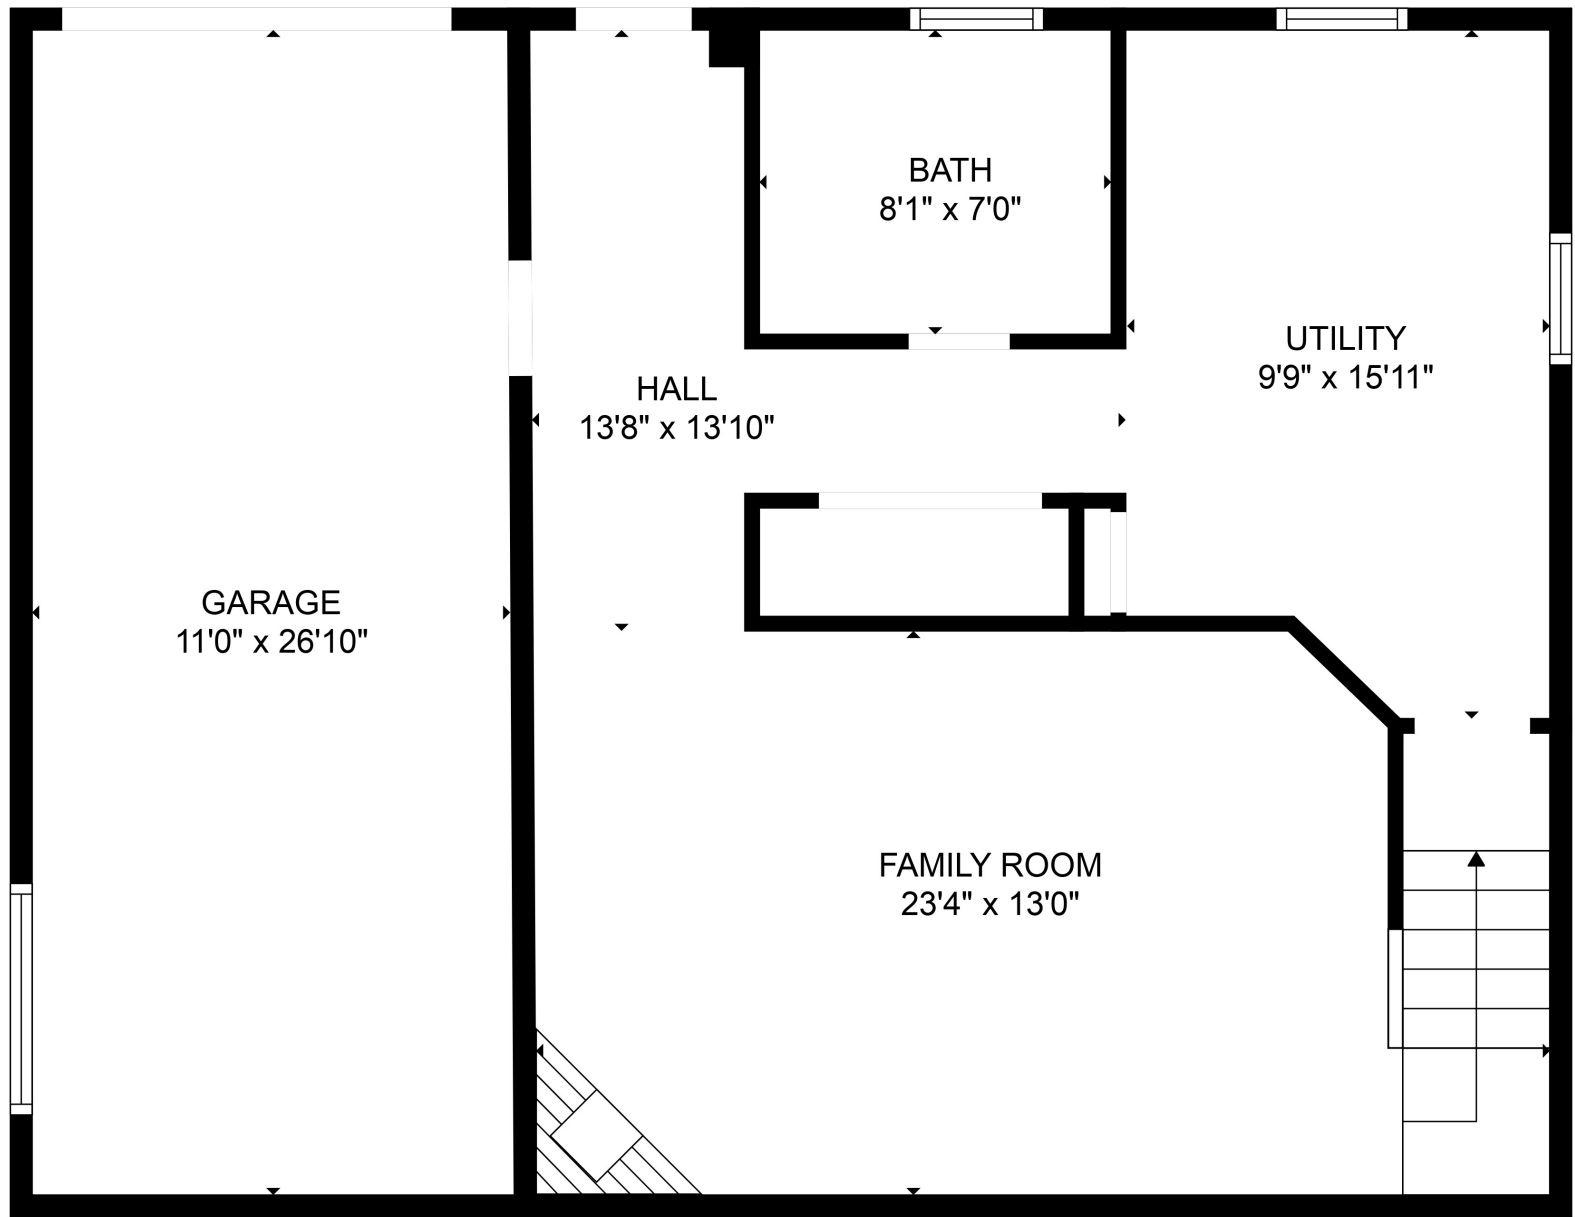 BATH
8'1" x 7'0"
UTILITY
9'9" x 15'11"
HALL
13'8" x 13'10"
GARAGE
11'0" x 26'10"
FAMILY ROOM
23'4" x 13'0"